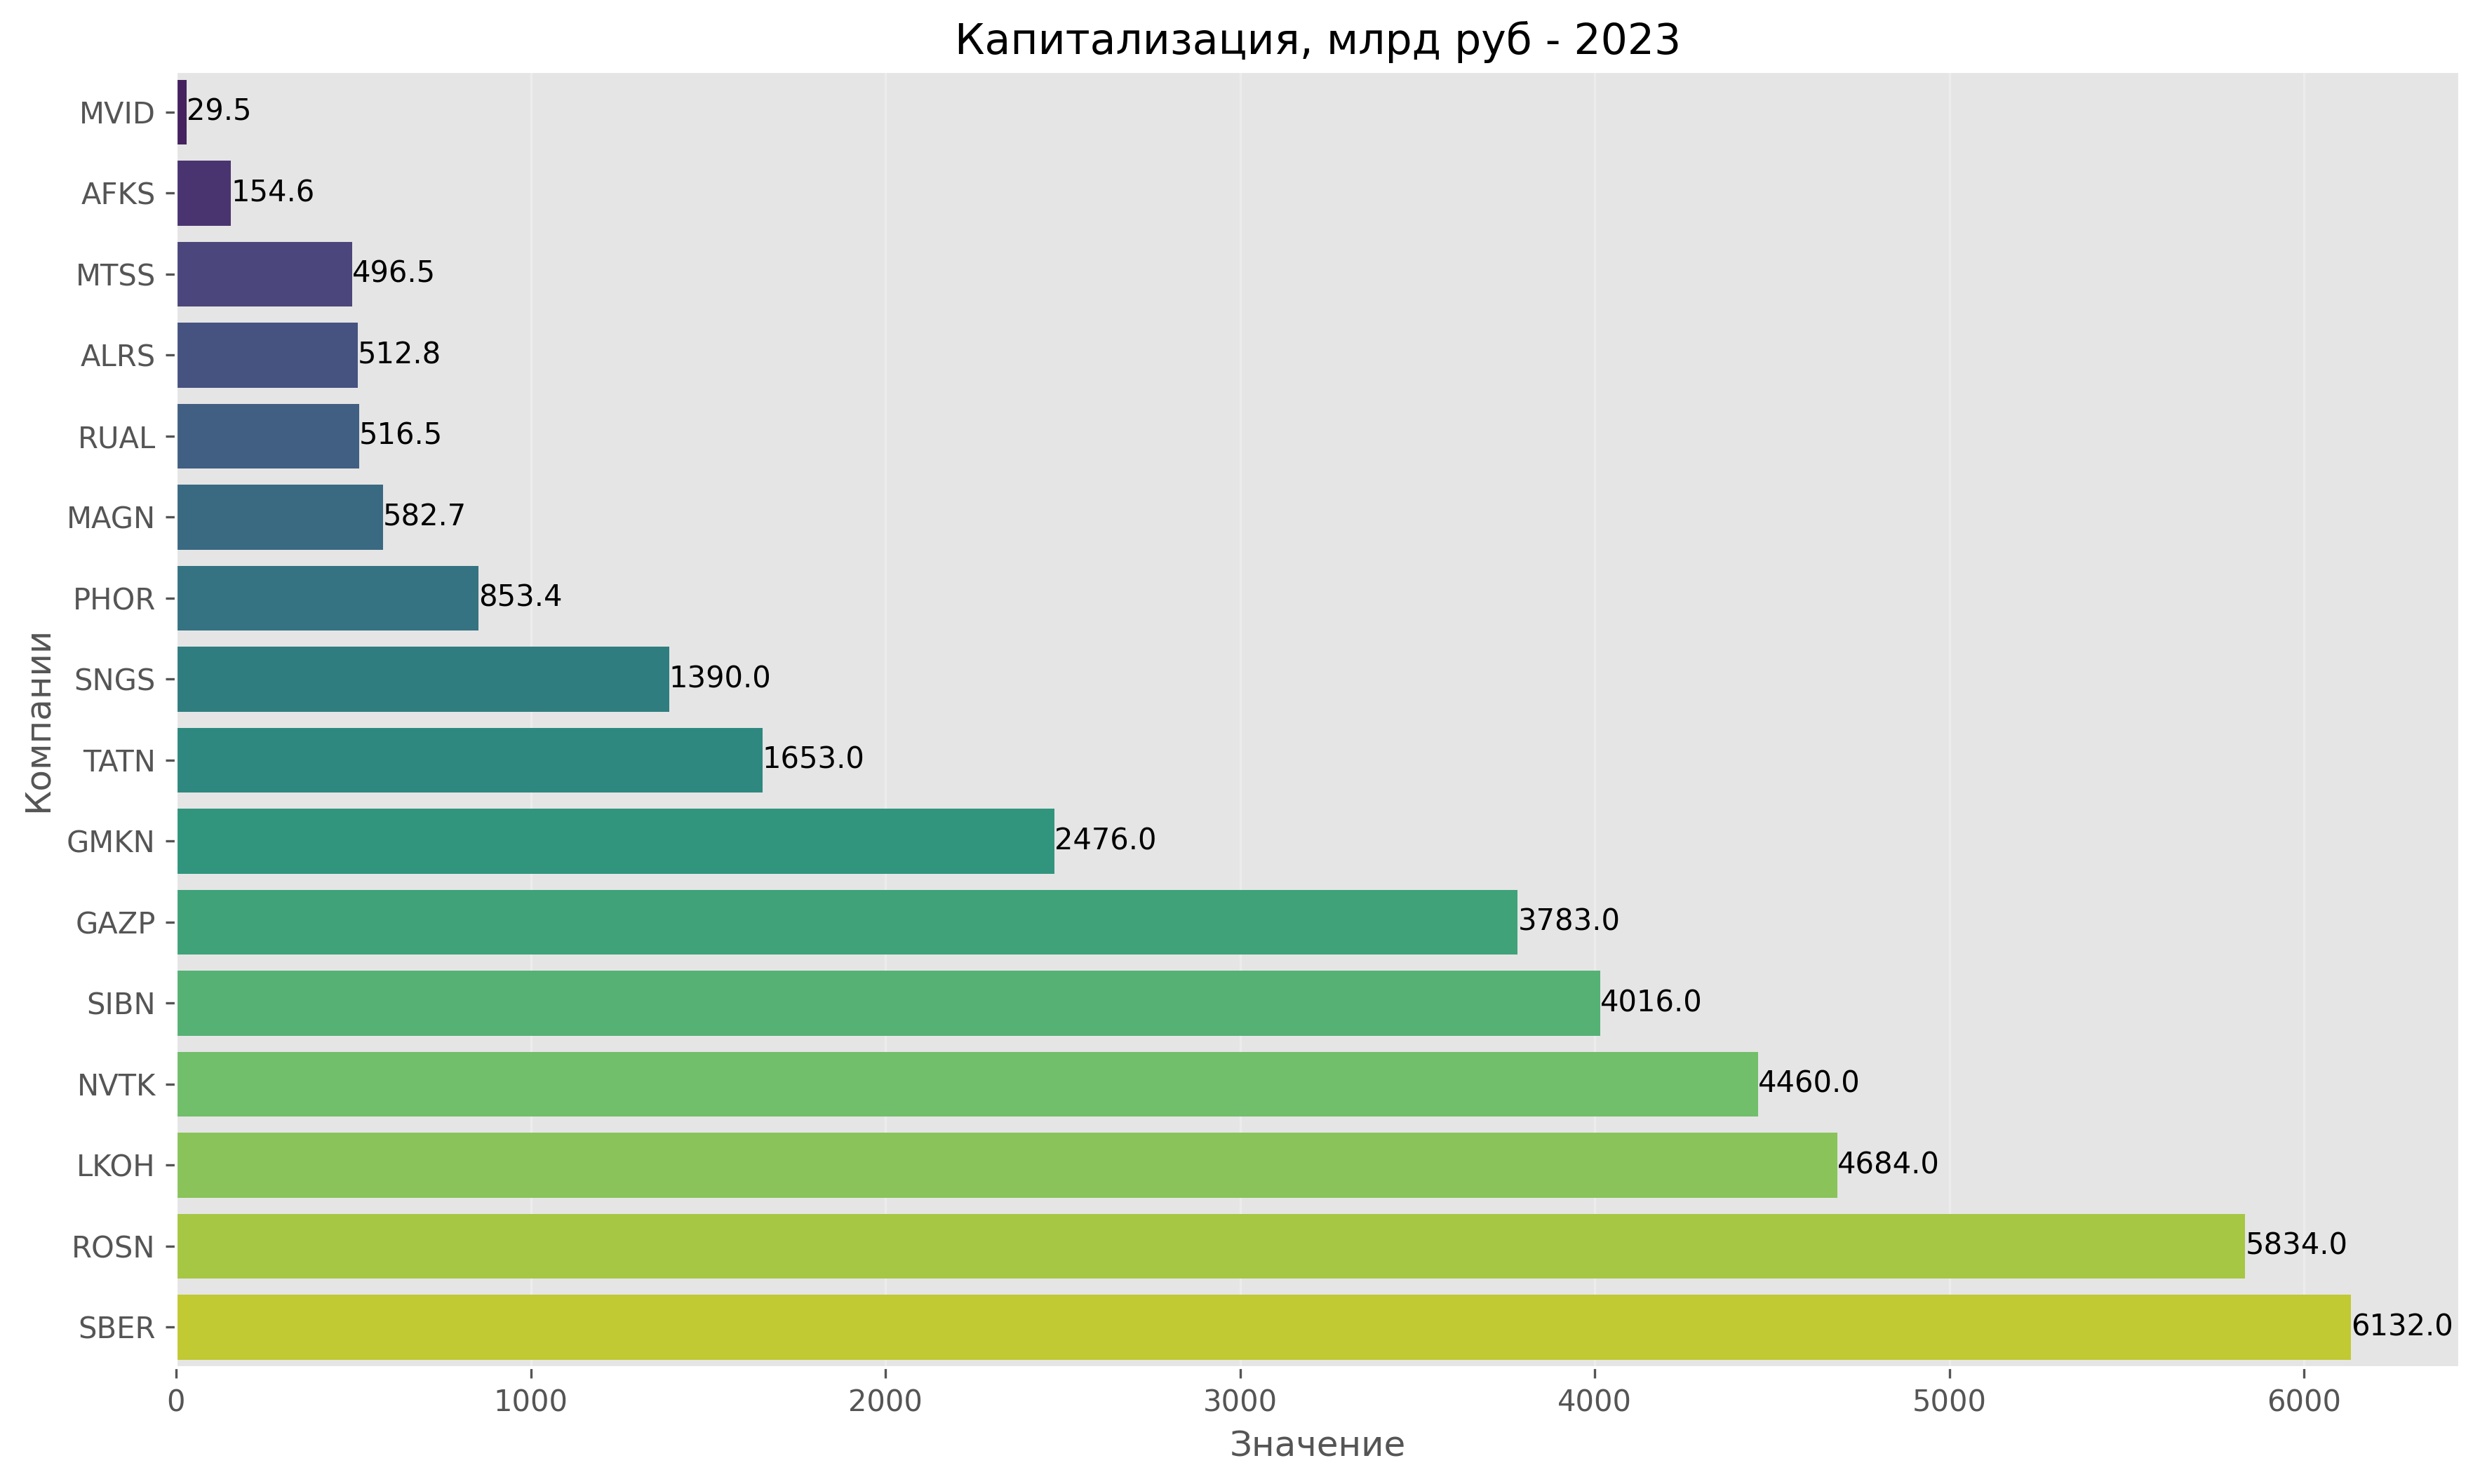 Капитализация, млрд руб - 2023
Компании
MVID 29.5
AFKS 154.6
MTSS 496.5
ALRS 512.8
RUAL 516.5
MAGN 582.7
PHOR 853.4
SNGS 1390.0
TATN 1653.0
GMKN 2476.0
GAZP 3783.0
SIBN 4016.0
NVTK 4460.0
LKOH 4684.0
ROSN 5834.0
SBER 6132.0
0 1000 2000 3000 4000 5000 6000
Значение